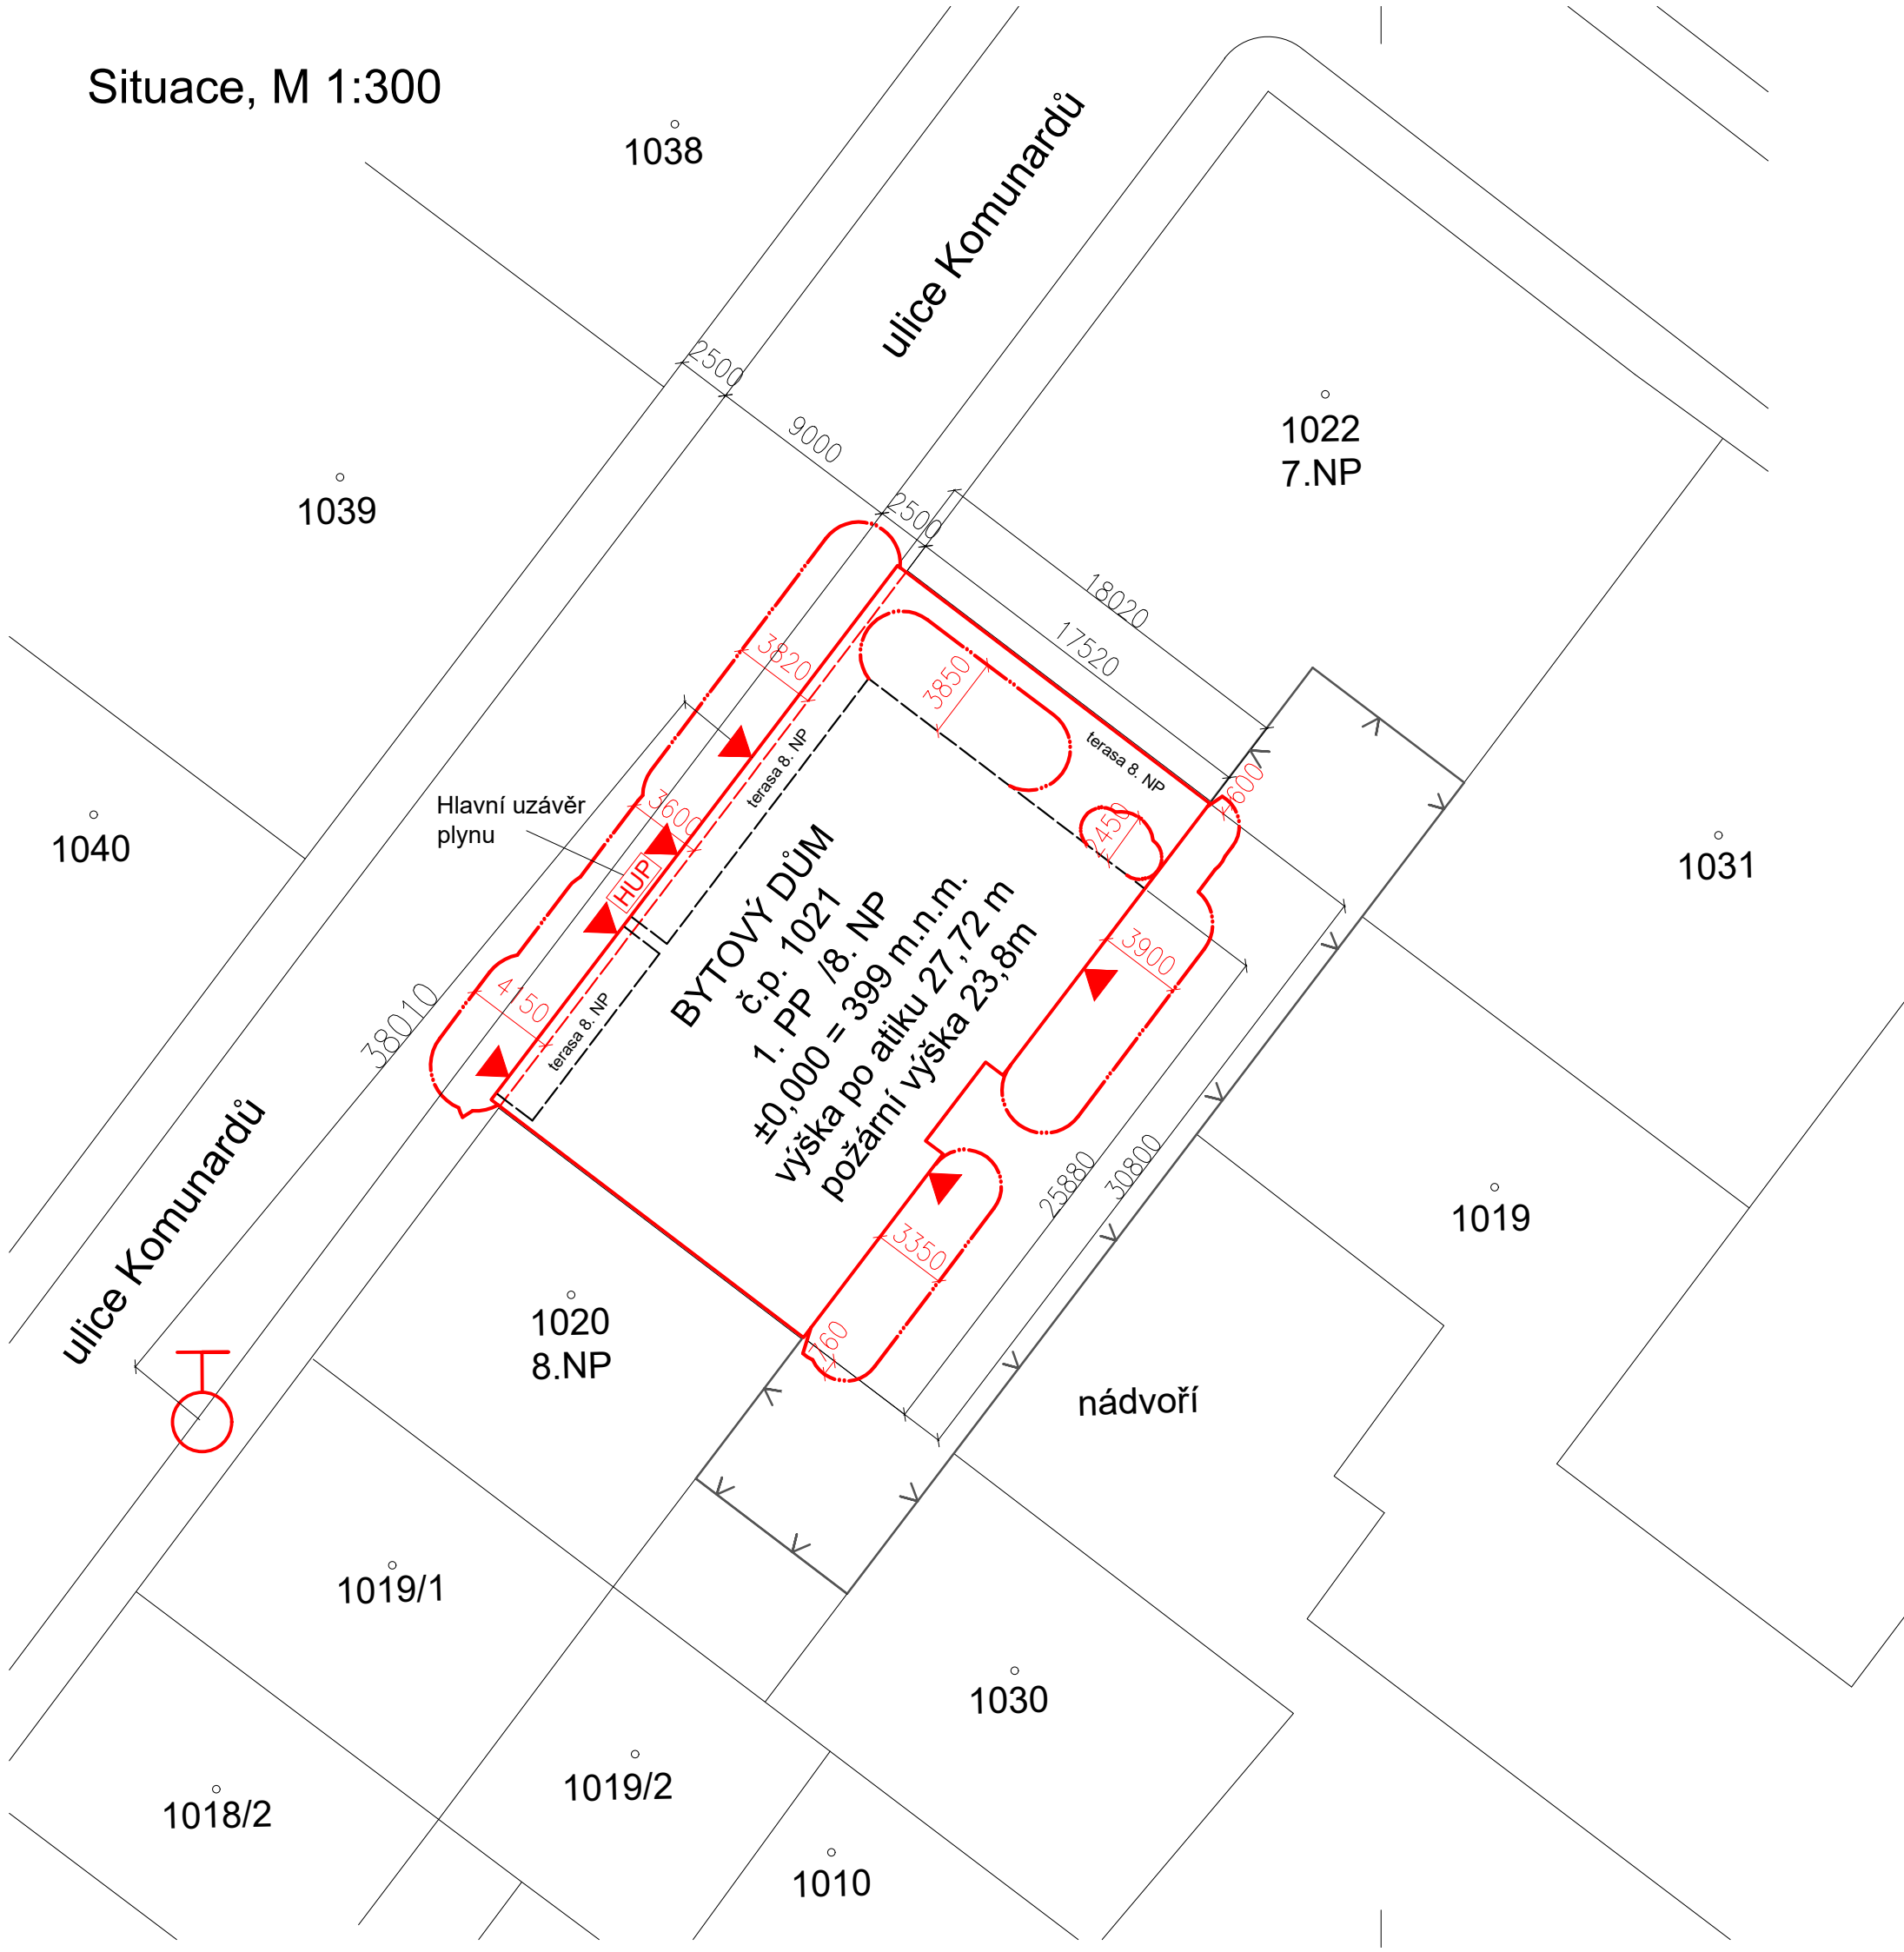 Situace, M 1:300
1038
ulice Komunardů
2500
9000
1022
7.NP
1039
2500
18020
17520
3820
3850
terasa 8. NP
terasa 8. NP
600
Hlavní uzávěr
plynu
3600
2450
1040
1031
HUP
BYTOVÝ DŮM
č.p. 1021
1. PP /8. NP
±0,000 = 399 m.n.m.
výška po atiku 27,72 m
požární výška 23,8m
3900
4150
38010
terasa 8. NP
25880
30800
1019
ulice Komunardů
3350
1020
8.NP
760
nádvoří
1019/1
1030
1019/2
1018/2
1010